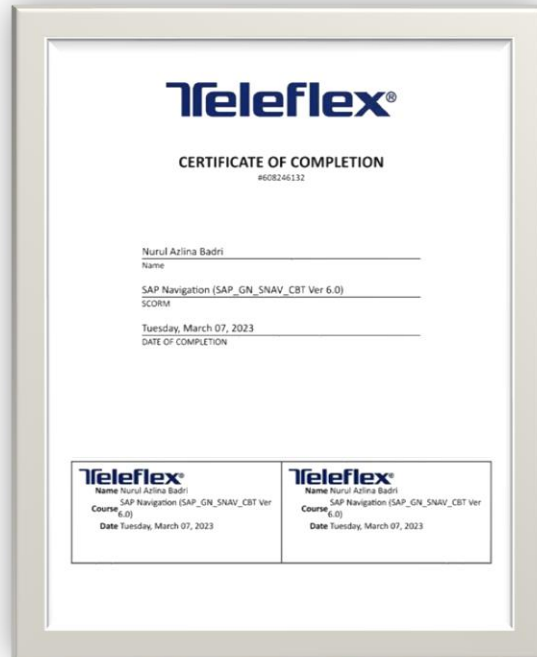 Teleflex®
CERTIFICATE OF COMPLETION
#608246132
Nurul Azlina Badri
Name
SAP Navigation (SAP_GN_SNAV_CBT Ver 6.0)
SCORM
Tuesday, March 07, 2023
DATE OF COMPLETION
Teleflex®
Name Nurul Azlina Badri
Course SAP Navigation (SAP_GN_SNAV_CBT Ver
6.0)
Date Tuesday, March 07, 2023
Teleflex®
Name Nurul Azlina Badri
Course SAP Navigation (SAP_GN_SNAV_CBT Ver
6.0)
Date Tuesday, March 07, 2023